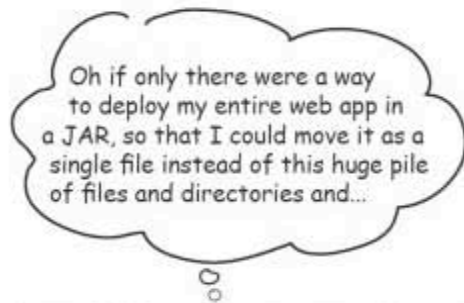 Oh if only there were a way
to deploy my entire web app in
a JAR, so that I could move it as a
single file instead of this huge pile
of files and directories and...